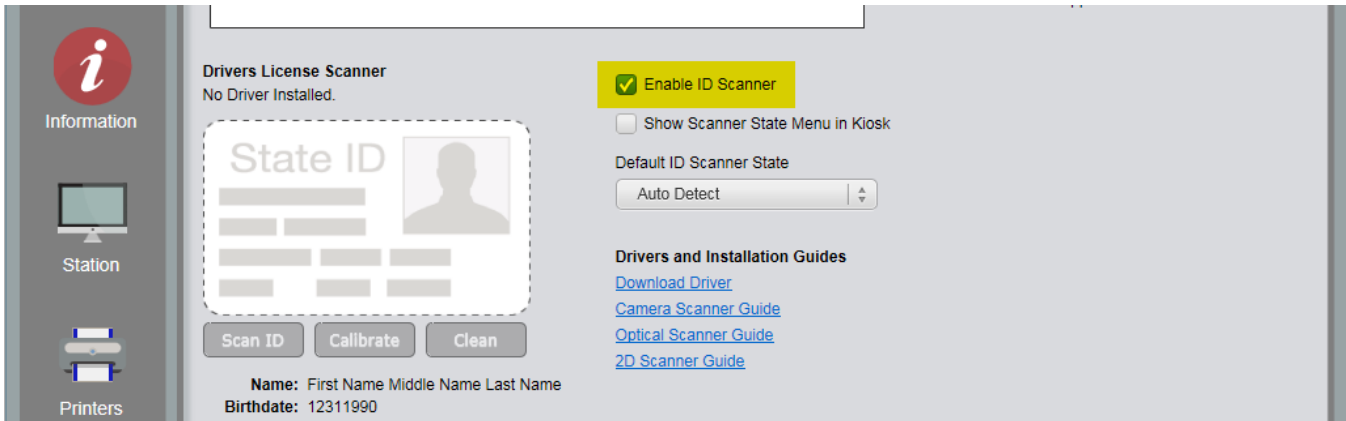 Information
Station
Printers
Drivers License Scanner
No Driver Installed.
State ID
Scan ID
Calibrate
Clean
Name: First Name Middle Name Last Name
Birthdate: 12311990
Enable ID Scanner
Show Scanner State Menu in Kiosk
Default ID Scanner State
Auto Detect
Drivers and Installation Guides
Download Driver
Camera Scanner Guide
Optical Scanner Guide
2D Scanner Guide